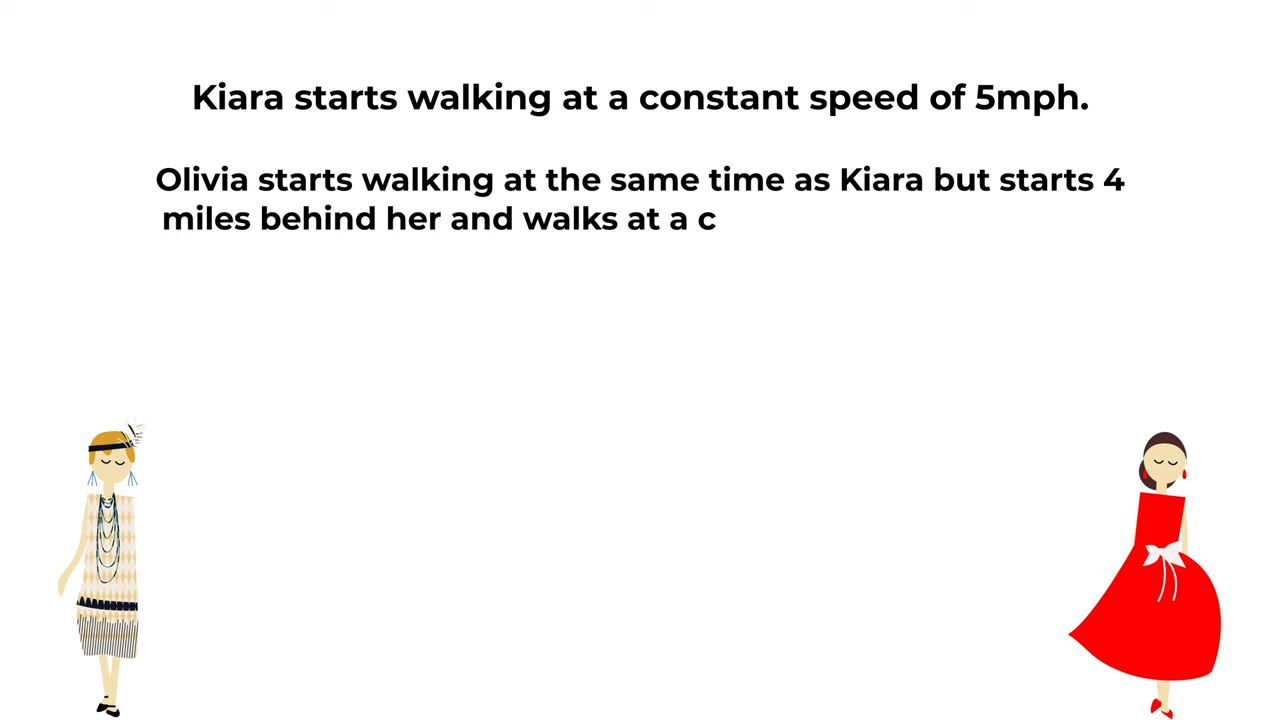 Kiara starts walking at a constant speed of 5mph.
Olivia starts walking at the same time as Kiara but starts 4
miles behind her and walks at a c